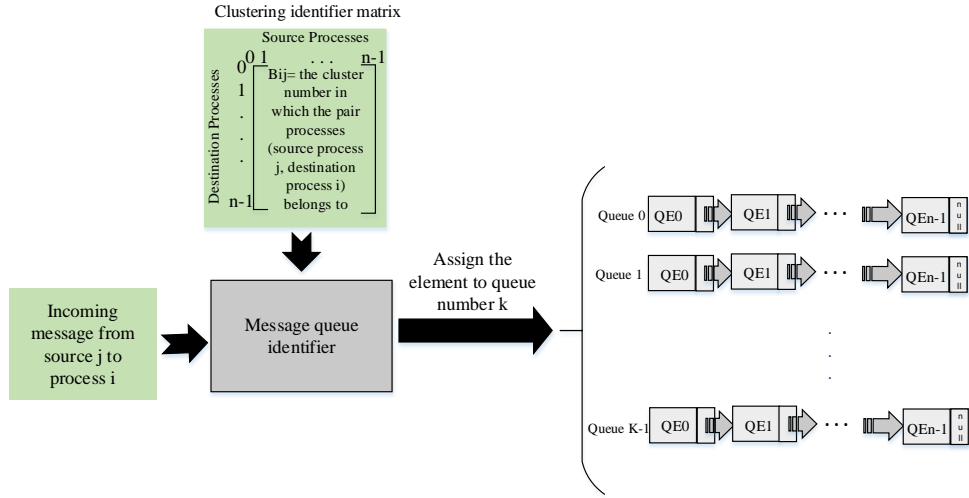 Clustering identifier matrix
Source Processes
0 1 . . . n-1
Destination Processes
0
1
.
.
.
n-1
Bij= the cluster
number in
which the pair
processes
(source process
j, destination
process i)
belongs to
Incoming
message from
source j to
process i
Message queue
identifier
Assign the
element to queue
number k
Queue 0 QE0 QE1 ... QEn-1 null
Queue 1 QE0 QE1 ... QEn-1 null
.
.
.
Queue K-1 QE0 QE1 ... QEn-1 null